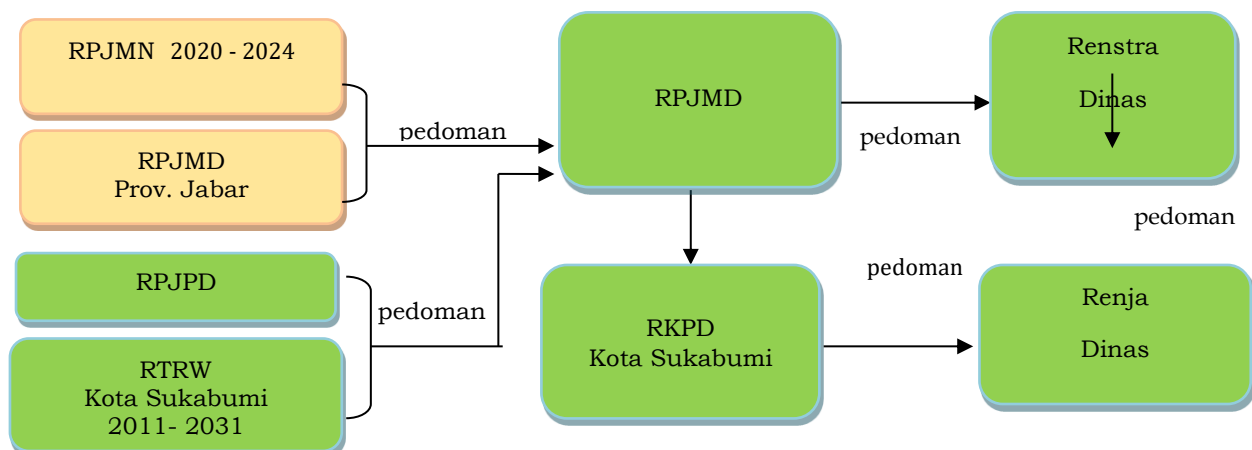 RPJMN 2020 - 2024
RPJMD
Prov. Jabar
pedoman
RPJPD
RTRW
Kota Sukabumi
2011- 2031
pedoman
RPJMD
pedoman
Renstra
Dinas
pedoman
RKPD
Kota Sukabumi
pedoman
Renja
Dinas